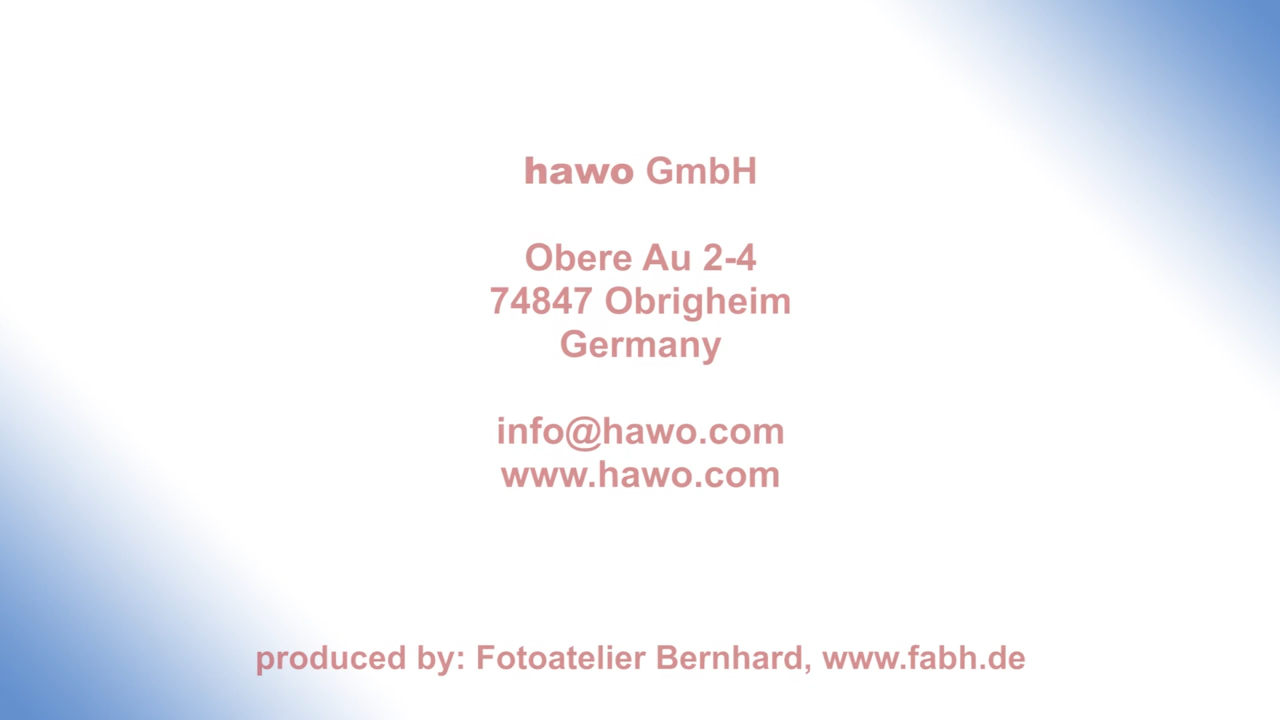 hawo GmbH
Obere Au 2-4
74847 Obrigheim
Germany
info@hawo.com
www.hawo.com
produced by: Fotoatelier Bernhard, www.fabh.de